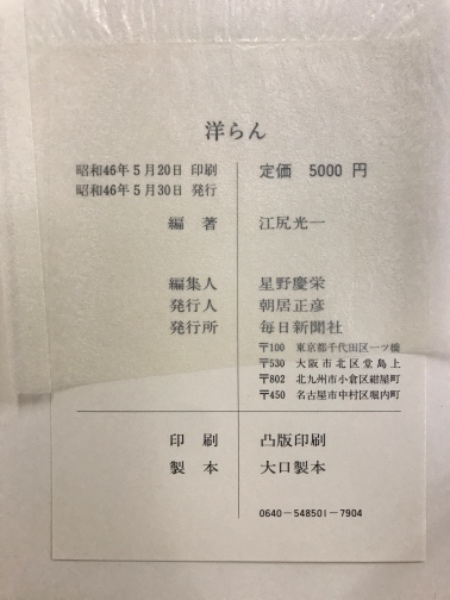 洋らん
昭和46年5月20日 印刷
昭和46年5月30日 発行
定価 5000 円
編著 江尻光一
編集人 星野慶栄
発行人 朝居正彦
発行所 毎日新聞社
〒100 東京都千代田区一ツ橋
〒530 大阪市北区堂島上
〒802 北九州市小倉区紺屋町
〒450 名古屋市中村区堀内町
印刷 凸版印刷
製本 大口製本
0640-548501-7904